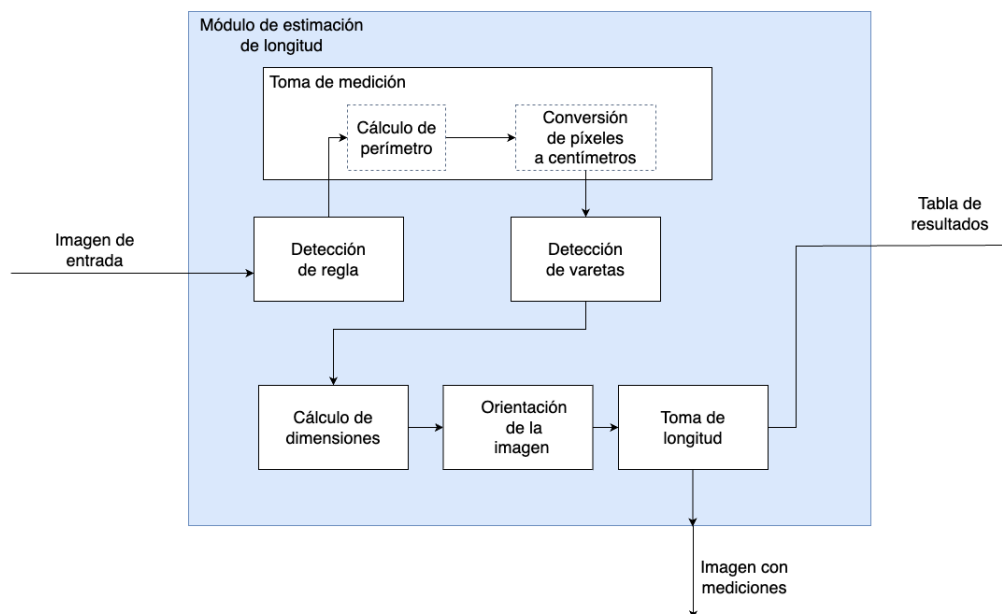 Módulo de estimación
de longitud
Toma de medición
Cálculo de
perímetro
Conversión
de píxeles
a centímetros
Tabla de
resultados
Imagen de
entrada
Detección
de regla
Detección
de varetas
Cálculo de
dimensiones
Orientación
de la
imagen
Toma de
longitud
Imagen con
mediciones